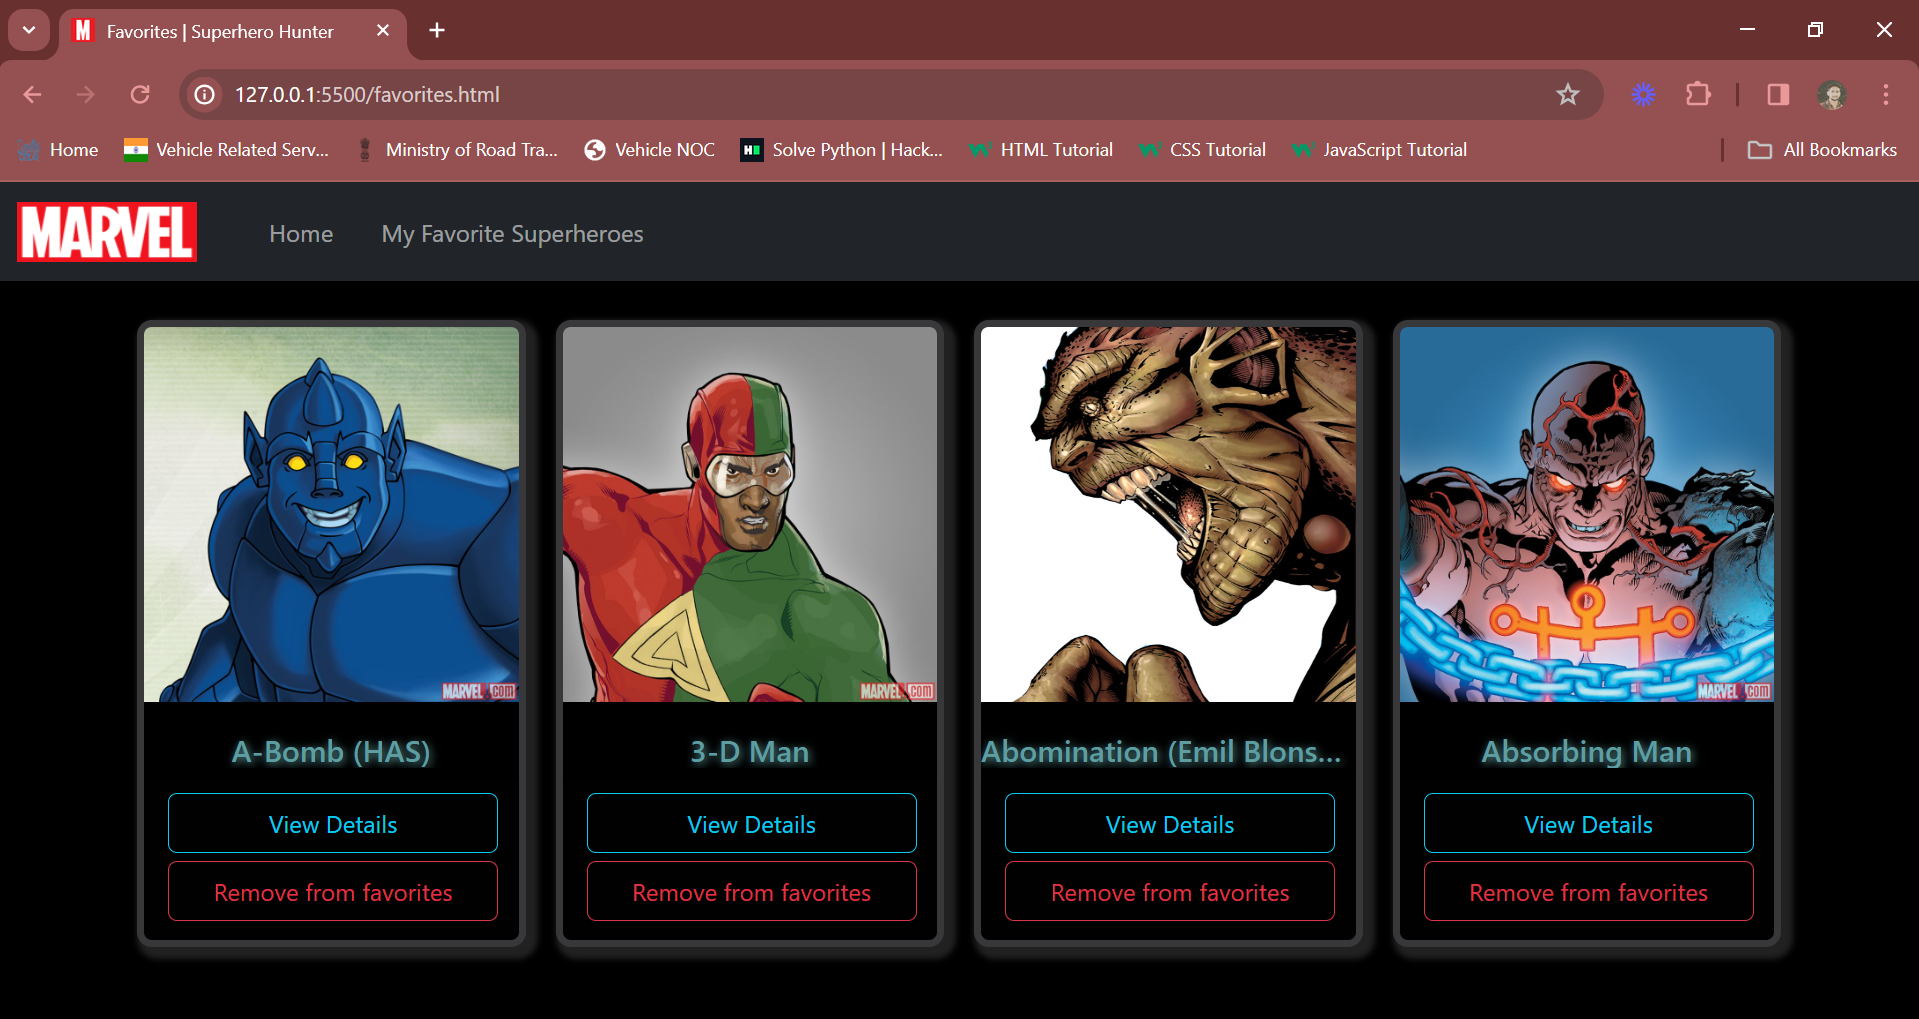 Favorites | Superhero Hunter
127.0.0.1:5500/favorites.html
Home Vehicle Related Serv... Ministry of Road Tra... Vehicle NOC Solve Python | Hack... HTML Tutorial CSS Tutorial JavaScript Tutorial All Bookmarks
MARVEL Home My Favorite Superheroes
MARVEL.com MARVEL.com MARVEL.com
A-Bomb (HAS) 3-D Man Abomination (Emil Blons... Absorbing Man
View Details View Details View Details View Details
Remove from favorites Remove from favorites Remove from favorites Remove from favorites